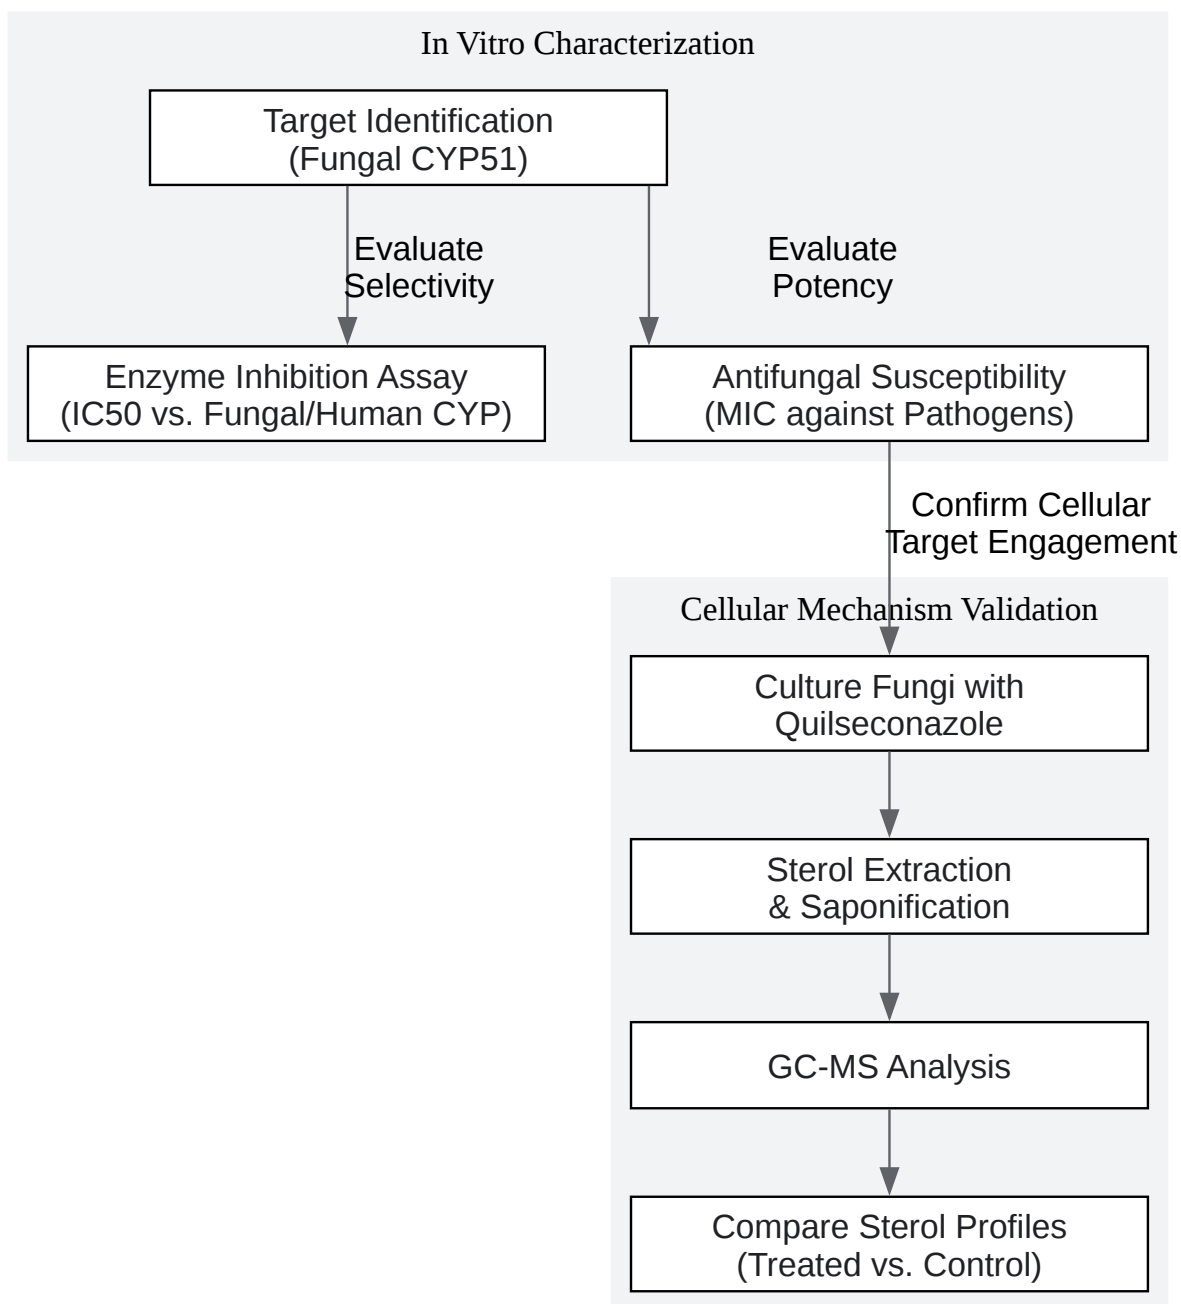 In Vitro Characterization
Target Identification
(Fungal CYP51)
Evaluate
Selectivity
Evaluate
Potency
Enzyme Inhibition Assay
(IC50 vs. Fungal/Human CYP)
Antifungal Susceptibility
(MIC against Pathogens)
Confirm Cellular
Target Engagement
Cellular Mechanism Validation
Culture Fungi with
Quilseconazole
Sterol Extraction
& Saponification
GC-MS Analysis
Compare Sterol Profiles
(Treated vs. Control)